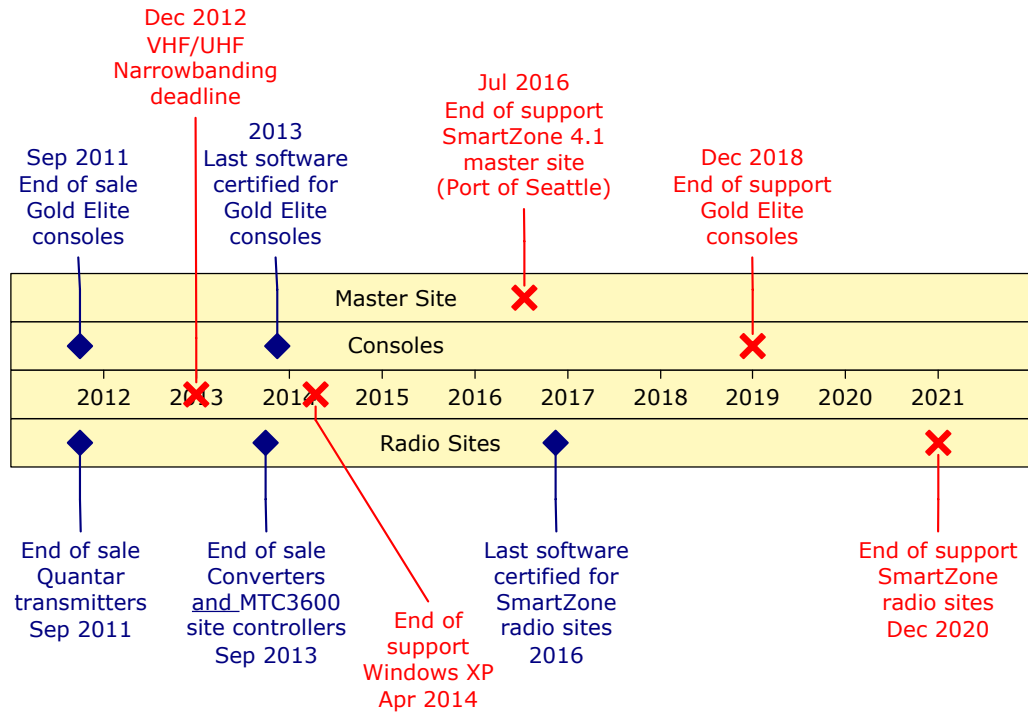 Dec 2012
VHF/UHF
Narrowbanding
deadline
Jul 2016
End of support
SmartZone 4.1
master site
(Port of Seattle)
2013
Last software
certified for
Gold Elite
consoles
Sep 2011
End of sale
Gold Elite
consoles
Dec 2018
End of support
Gold Elite
consoles
Master Site
Consoles
2012 2013 2014 2015 2016 2017 2018 2019 2020 2021
Radio Sites
End of sale
Quantar
transmitters
Sep 2011
End of sale
Converters
and MTC3600
site controllers
Sep 2013
End of
support
Windows XP
Apr 2014
Last software
certified for
SmartZone
radio sites
2016
End of support
SmartZone
radio sites
Dec 2020